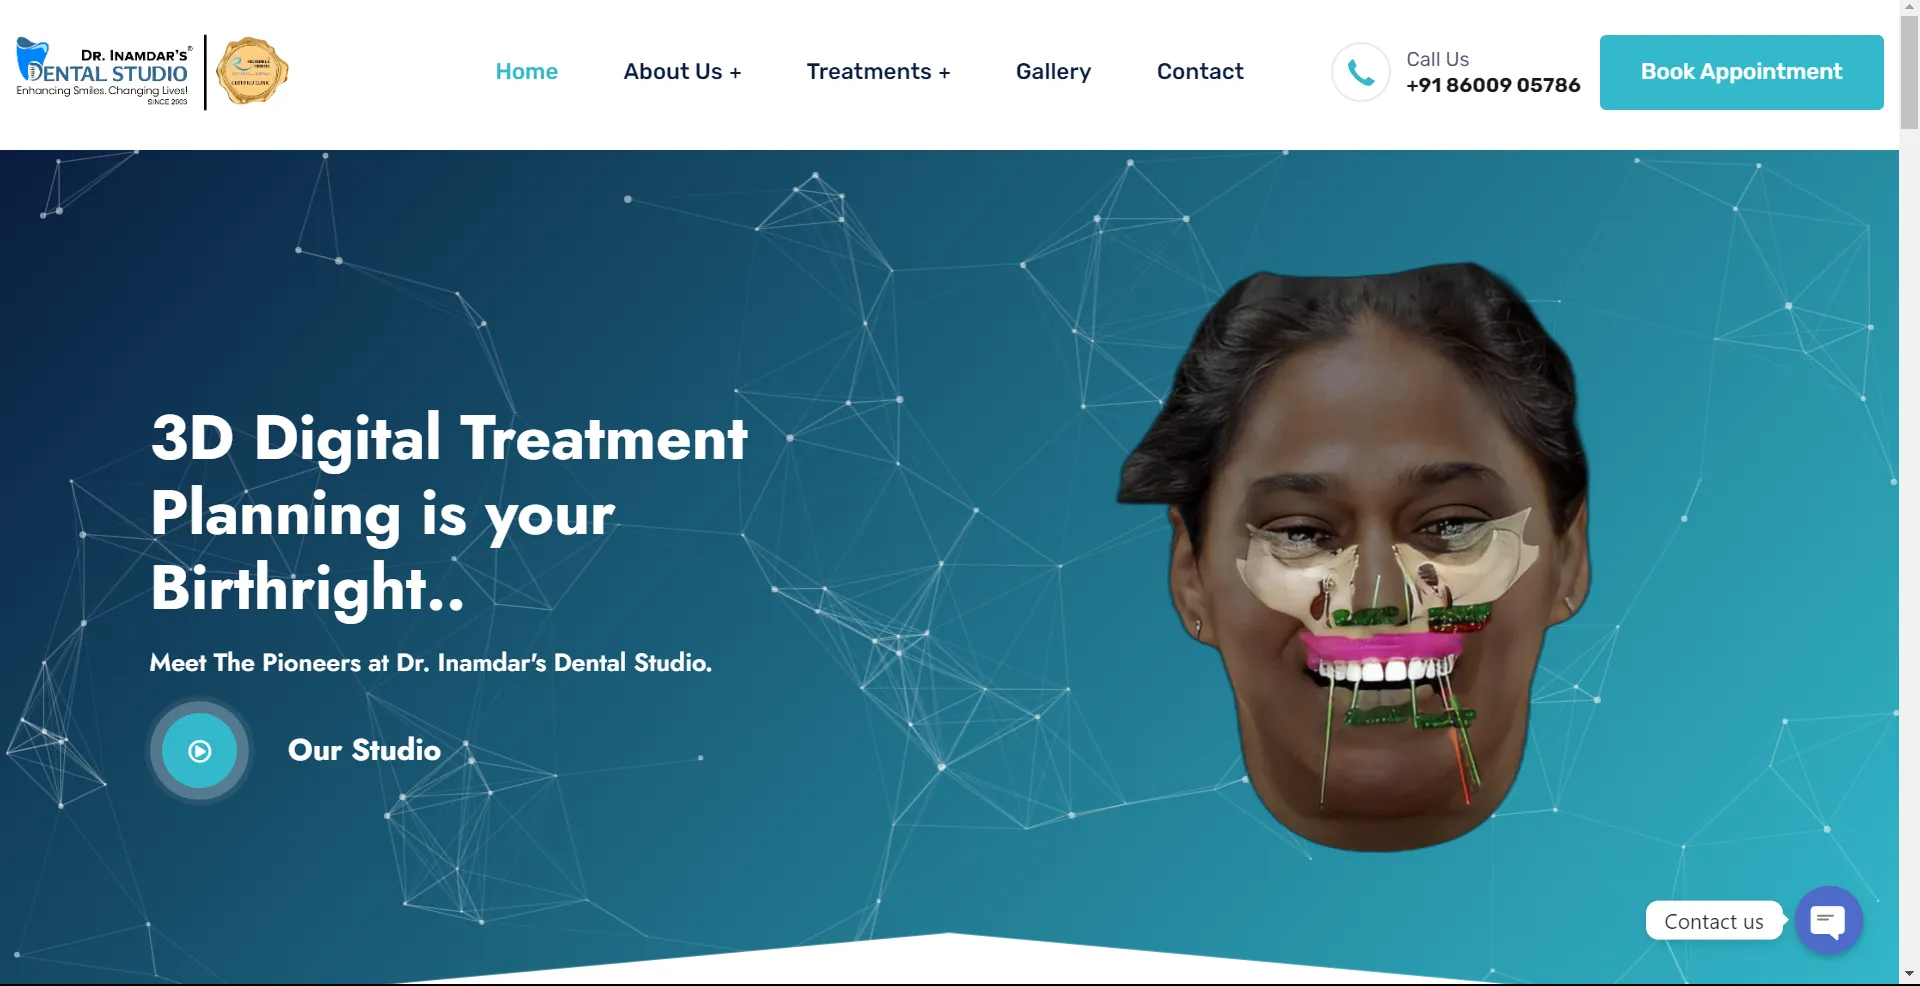 DR. INAMDAR'S®
DENTAL STUDIO
Enhancing Smiles. Changing Lives!
SINCE 2003
CERTIFIED CLINIC
Home
About Us +
Treatments +
Gallery
Contact
Call Us
+91 86009 05786
Book Appointment
3D Digital Treatment
Planning is your
Birthright..
Meet The Pioneers at Dr. Inamdar's Dental Studio.
Our Studio
Contact us